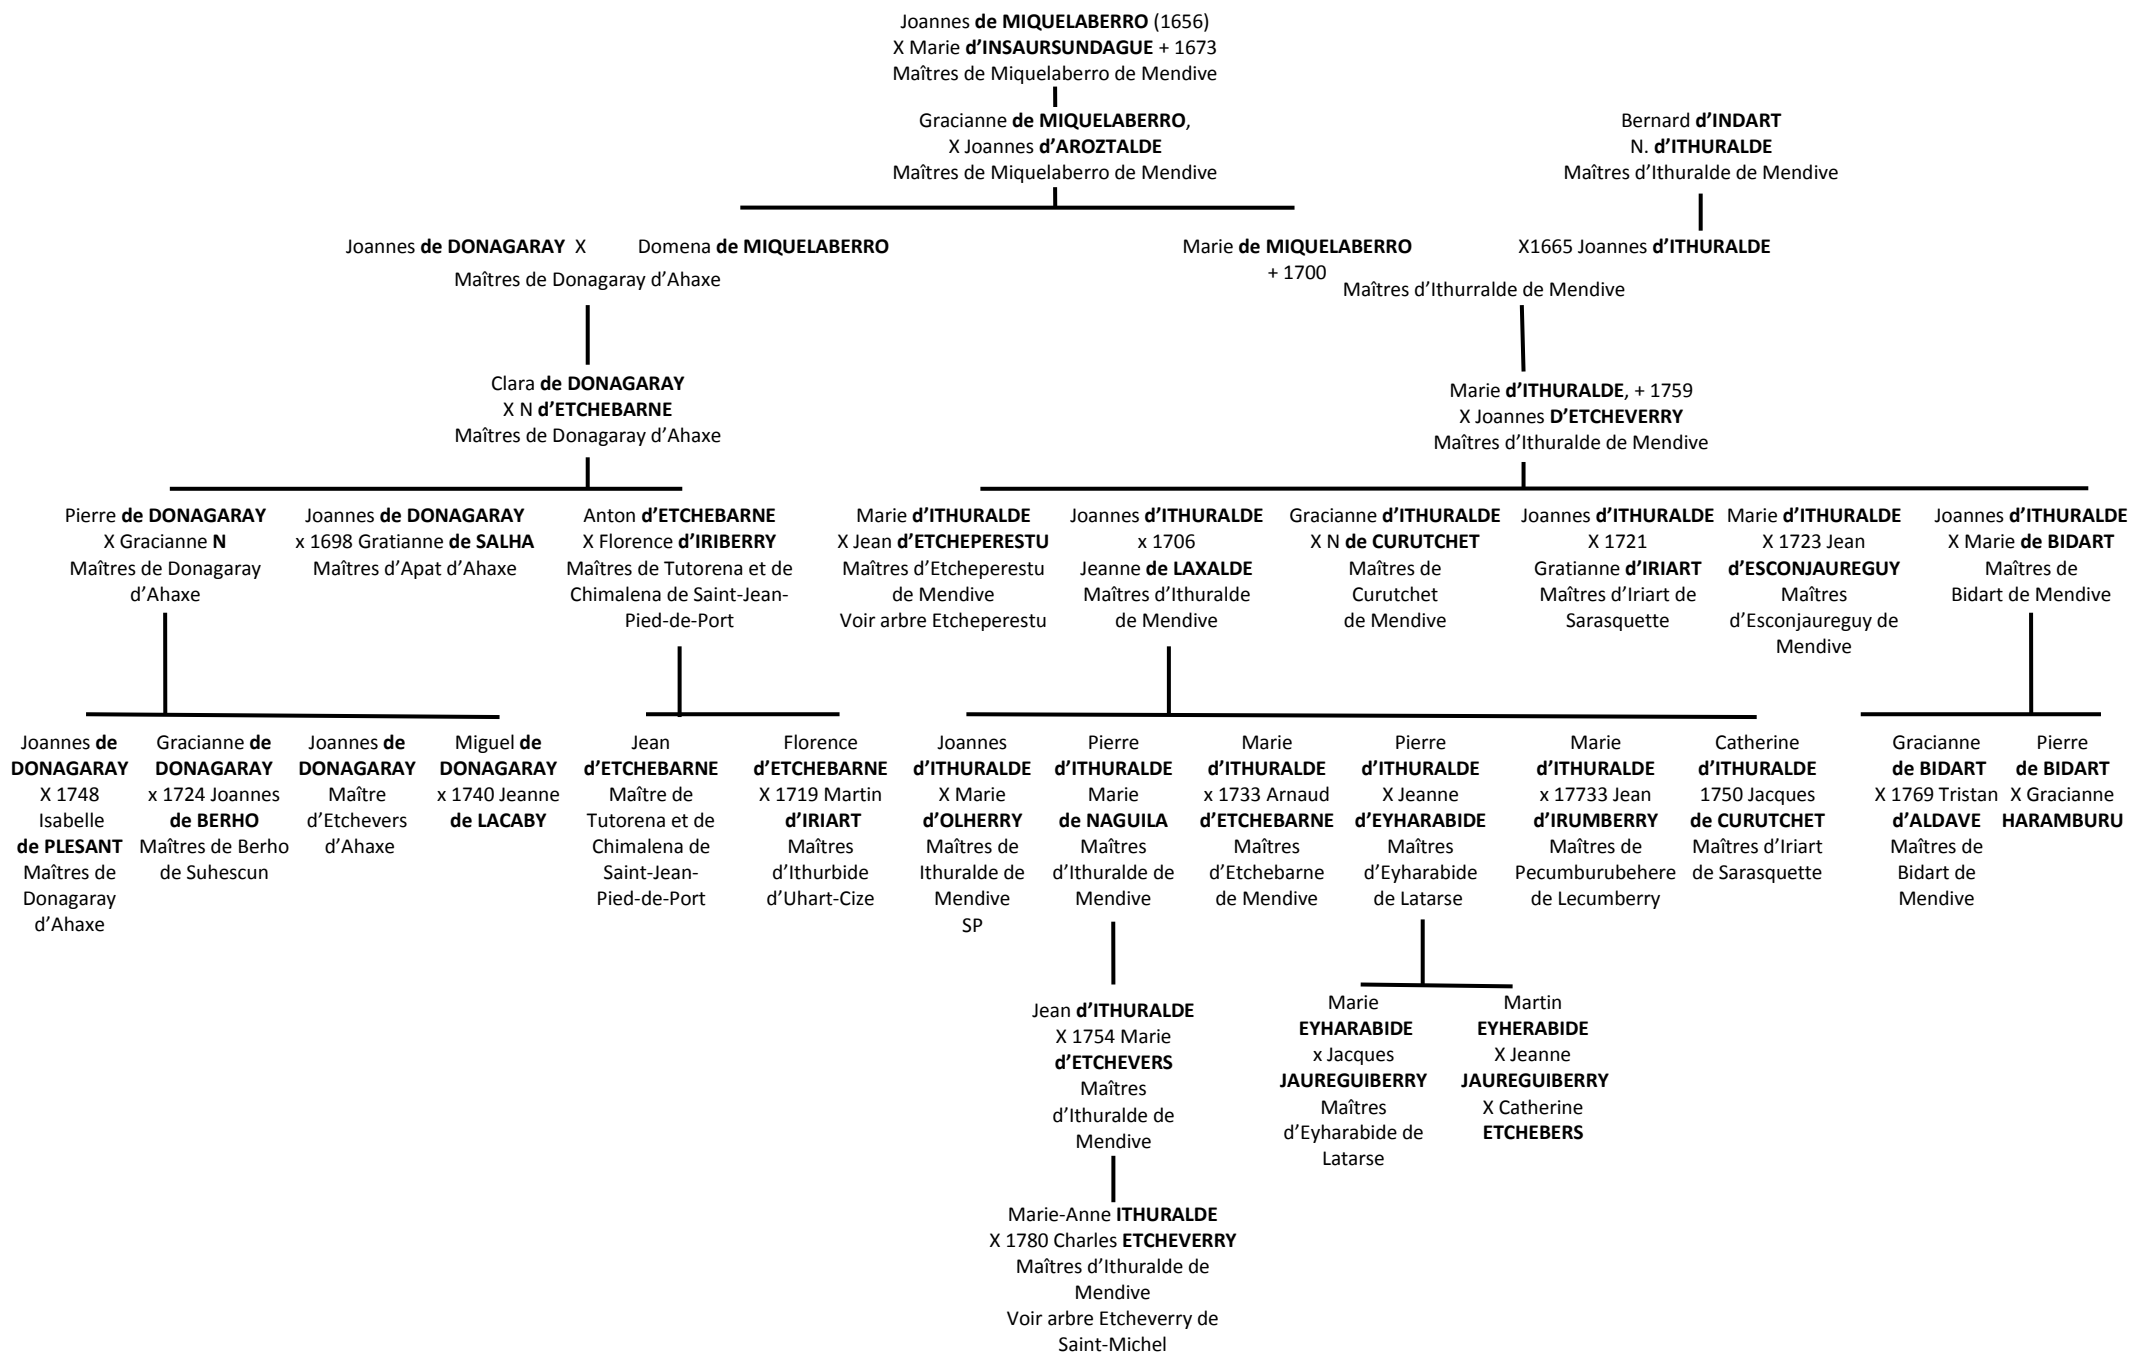 Joannes de MIQUELABERRO (1656)
X Marie d’INSAURSUNDAGUE + 1673
Maîtres de Miquelaberro de Mendive
Gracianne de MIQUELABERRO,
X Joannes d’AROZTALDE
Maîtres de Miquelaberro de Mendive
Bernard d’INDART
N. d’ITHURALDE
Maîtres d’Ithuralde de Mendive
Joannes de DONAGARAY X
Domena de MIQUELABERRO
Maîtres de Donagaray d’Ahaxe
Marie de MIQUELABERRO
+ 1700
X1665 Joannes d’ITHURALDE
Maîtres d’Ithurralde de Mendive
Clara de DONAGARAY
X N d’ETCHEBARNE
Maîtres de Donagaray d’Ahaxe
Marie d’ITHURALDE, + 1759
X Joannes D’ETCHEVERRY
Maîtres d’Ithuralde de Mendive
Pierre de DONAGARAY
X Gracianne N
Maîtres de Donagaray
d’Ahaxe
Joannes de DONAGARAY
x 1698 Gratianne de SALHA
Maîtres d’Apat d’Ahaxe
Anton d’ETCHEBARNE
X Florence d’IRIBERRY
Maîtres de Tutorena et de
Chimalena de Saint-Jean-
Pied-de-Port
Marie d’ITHURALDE
X Jean d’ETCHEPERESTU
Maîtres d’Etcheperestu
de Mendive
Voir arbre Etcheperestu
Joannes d’ITHURALDE
x 1706
Jeanne de LAXALDE
Maîtres d’Ithuralde
de Mendive
Gracianne d’ITHURALDE
X N de CURUTCHET
Maîtres de
Curutchet
de Mendive
Joannes d’ITHURALDE
X 1721
Gratianne d’IRIART
Maîtres d’Iriart de
Sarasquette
Marie d’ITHURALDE
X 1723 Jean
d’ESCONJAUREGUY
Maîtres
d’Esconjaureguy de
Mendive
Joannes d’ITHURALDE
X Marie de BIDART
Maîtres de
Bidart de Mendive
Joannes de
DONAGARAY
X 1748
Isabelle
de PLESANT
Maîtres de
Donagaray
d’Ahaxe
Gracianne de
DONAGARAY
x 1724 Joannes
de BERHO
Maîtres de Berho
de Suhescun
Joannes de
DONAGARAY
Maître
d’Etchevers
d’Ahaxe
Miguel de
DONAGARAY
x 1740 Jeanne
de LACABY
Jean
d’ETCHEBARNE
Maître de
Tutorena et de
Chimalena de
Saint-Jean-
Pied-de-Port
Florence
d’ETCHEBARNE
X 1719 Martin
d’IRIART
Maîtres
d’Ithurbide
d’Uhart-Cize
Joannes
d’ITHURALDE
X Marie
d’OLHERRY
Maîtres de
Ithuralde de
Mendive
SP
Pierre
d’ITHURALDE
Marie
de NAGUILA
Maîtres
d’Ithuralde de
Mendive
Marie
d’ITHURALDE
x 1733 Arnaud
d’ETCHEBARNE
Maîtres
d’Etchebarne
de Mendive
Pierre
d’ITHURALDE
X Jeanne
d’EYHARABIDE
Maîtres
d’Eyharabide
de Latarse
Marie
d’ITHURALDE
x 17733 Jean
d’IRUMBERRY
Maîtres de
Pecumburubehere
de Lecumberry
Catherine
d’ITHURALDE
1750 Jacques
de CURUTCHET
Maîtres d’Iriart
de Sarasquette
Gracianne
de BIDART
X 1769 Tristan
d’ALDAVE
Maîtres de
Bidart de
Mendive
Pierre
de BIDART
X Gracianne
HARAMBURU
Jean d’ITHURALDE
X 1754 Marie
d’ETCHEVERS
Maîtres
d’Ithuralde de
Mendive
Marie
EYHARABIDE
x Jacques
JAUREGUIBERRY
Maîtres
d’Eyharabide de
Latarse
Martin
EYHERABIDE
X Jeanne
JAUREGUIBERRY
X Catherine
ETCHEBERS
Marie-Anne ITHURALDE
X 1780 Charles ETCHEVERRY
Maîtres d’Ithuralde de
Mendive
Voir arbre Etcheverry de
Saint-Michel